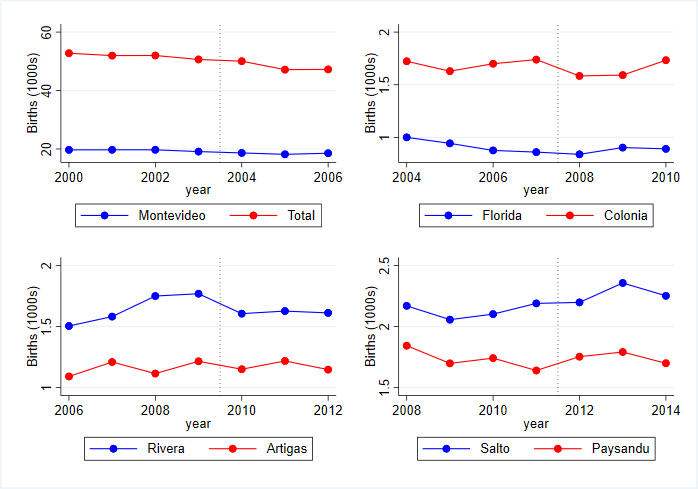 Births (1000s)
60
40
20
2000 2002 2004 2006
year
Montevideo Total
Births (1000s)
2
1.5
1
2004 2006 2008 2010
year
Florida Colonia
Births (1000s)
2
1.5
1
2006 2008 2010 2012
year
Rivera Artigas
Births (1000s)
2.5
2
1.5
2008 2010 2012 2014
year
Salto Paysandu